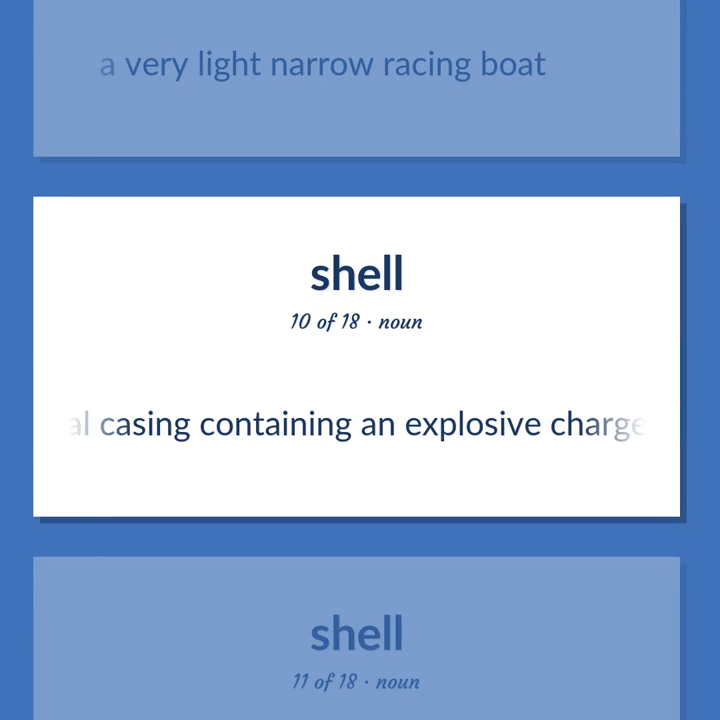 a very light narrow racing boat
shell
10 of 18 · noun
al casing containing an explosive charge
shell
11 of 18 · noun